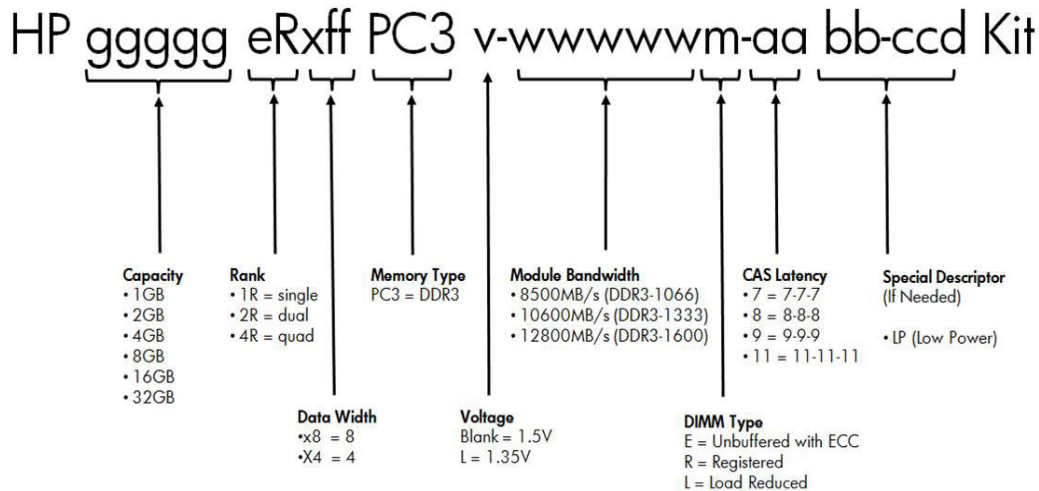 HP ggggg eRxff PC3 v-wwwwwm-aa bb-ccd Kit
Capacity
• 1GB
• 2GB
• 4GB
• 8GB
• 16GB
• 32GB
Rank
• 1R = single
• 2R = dual
• 4R = quad
Memory Type
PC3 = DDR3
Module Bandwidth
• 8500MB/s (DDR3-1066)
• 10600MB/s (DDR3-1333)
• 12800MB/s (DDR3-1600)
CAS Latency
• 7 = 7-7-7
• 8 = 8-8-8
• 9 = 9-9-9
• 11 = 11-11-11
Special Descriptor
(If Needed)
• LP (Low Power)
Data Width
•x8 = 8
•X4 = 4
Voltage
Blank = 1.5V
L = 1.35V
DIMM Type
E = Unbuffered with ECC
R = Registered
L = Load Reduced